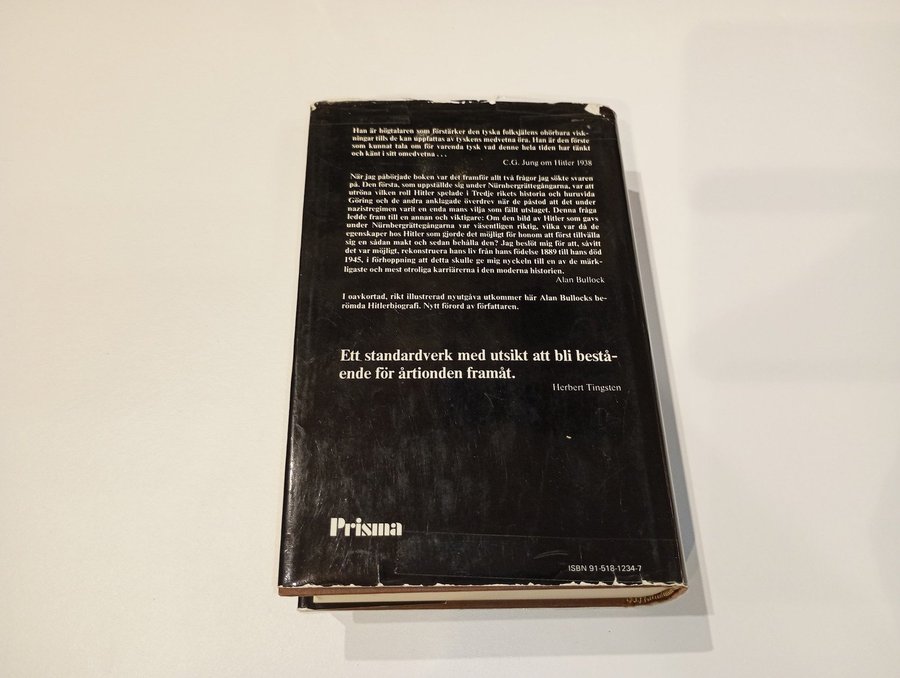 Han är högtalaren som förstärker den tyska folksjälens ohörbara visk-
ningar tills de kan uppfattas av tyskens medvetna öra. Han är den förste
som kunnat tala om för varenda tysk vad denne hela tiden har tänkt
och känt i sitt omedvetna . . .
C.G. Jung om Hitler 1938
När jag påbörjade boken var det framför allt två frågor jag sökte svaren
på. Den första, som uppställde sig under Nürnbergrättegångarna, var att
utröna vilken roll Hitler spelade i Tredje rikets historia och huruvida
Göring och de andra anklagade överdrev när de påstod att det under
nazistregimen varit en enda mans vilja som fällt utslaget. Denna fråga
ledde fram till en annan och viktigare: Om den bild av Hitler som gavs
under Nürnbergrättegångarna var väsentligen riktig, vilka var då de
egenskaper hos Hitler som gjorde det möjligt för honom att först tillvälla
sig en sådan makt och sedan behålla den? Jag beslöt mig för att, såvitt
det var möjligt, rekonstruera hans liv från hans födelse 1889 till hans död
1945, i förhoppning att detta skulle ge mig nyckeln till en av de märk-
ligaste och mest otroliga karriärerna i den moderna historien.
Alan Bullock
I oavkortad, rikt illustrerad nyutgåva utkommer här Alan Bullocks be-
römda Hitlerbiografi. Nytt förord av författaren.
Ett standardverk med utsikt att bli bestå-
ende för årtionden framåt.
Herbert Tingsten
Prisma
ISBN 91-518-1234-7